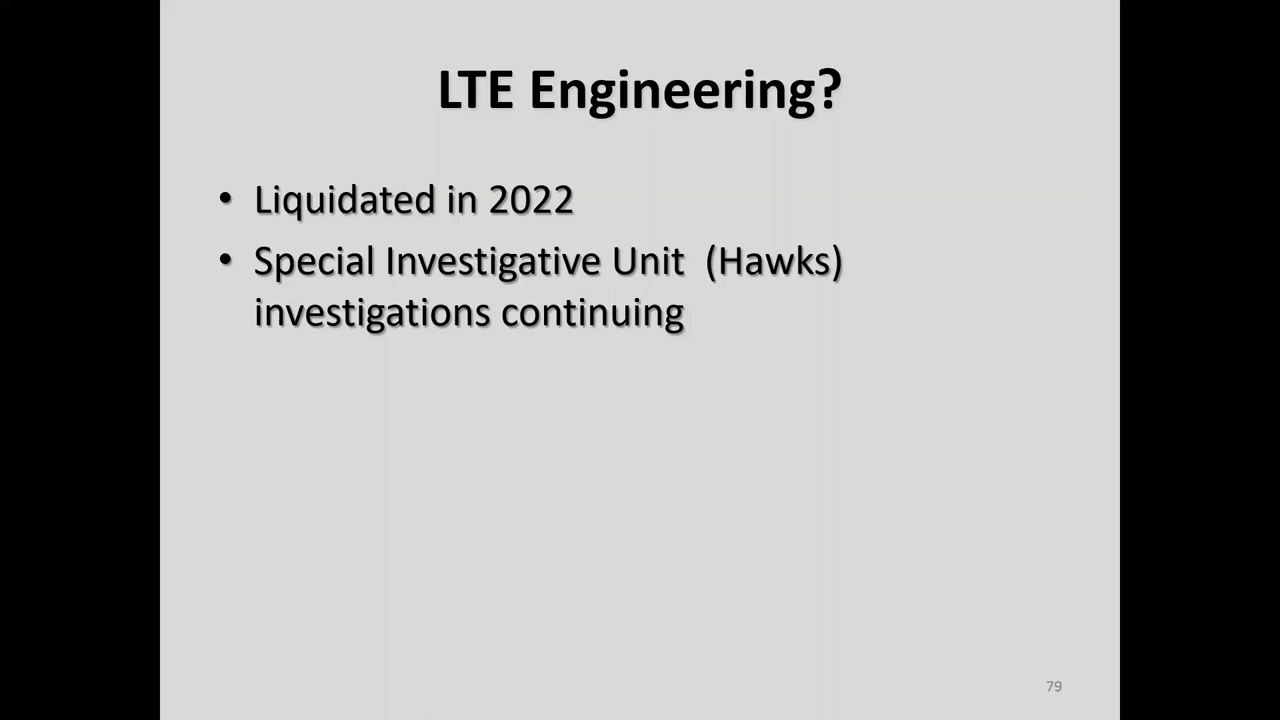 LTE Engineering?
• Liquidated in 2022
• Special Investigative Unit  (Hawks)
investigations continuing
79